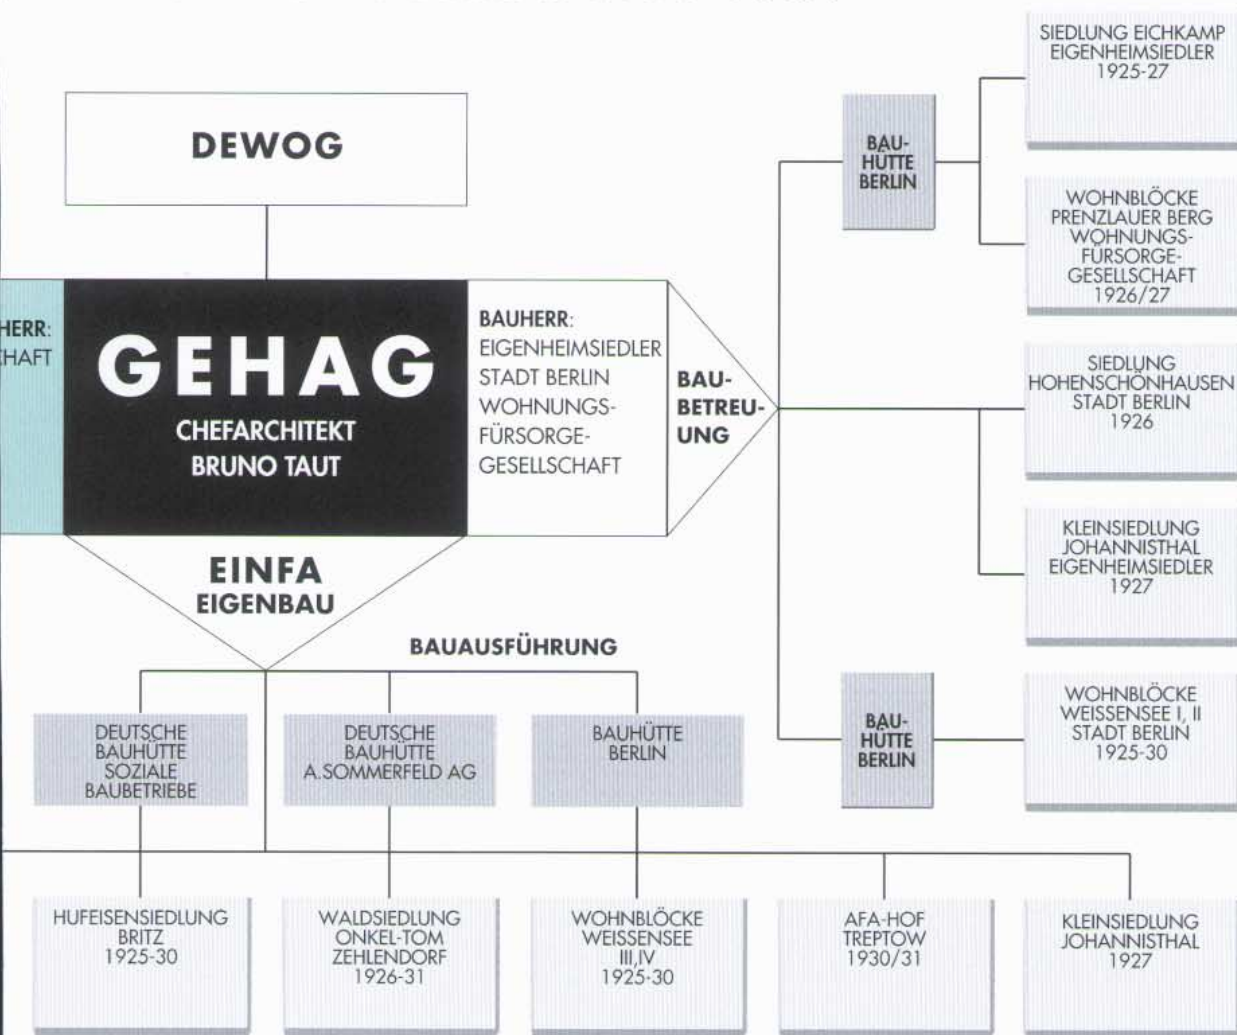 DEWOG
HERR:
CHAFT
GEHAG
CHEFARCHITEKT
BRUNO TAUT
BAUHERR:
EIGENHEIMSIEDLER
STADT BERLIN
WOHNUNGS-
FÜRSORGE-
GESELLSCHAFT
BAU-
BETREU-
UNG
EINFA
EIGENBAU
BAUAUSFÜHRUNG
BAU-
HÜTTE
BERLIN
SIEDLUNG EICHKAMP
EIGENHEIMSIEDLER
1925-27
WOHNBLÖCKE
PRENZLAUER BERG
WOHNUNGS-
FÜRSORGE-
GESELLSCHAFT
1926/27
SIEDLUNG
HOHENSCHÖNHAUSEN
STADT BERLIN
1926
KLEINSIEDLUNG
JOHANNISTHAL
EIGENHEIMSIEDLER
1927
BAU-
HÜTTE
BERLIN
WOHNBLÖCKE
WEISSENSEE I, II
STADT BERLIN
1925-30
DEUTSCHE
BAUHÜTTE
SOZIALE
BAUBETRIEBE
DEUTSCHE
BAUHÜTTE
A.SOMMERFELD AG
BAUHÜTTE
BERLIN
HUFEISENSIEDLUNG
BRITZ
1925-30
WALDSIEDLUNG
ONKEL-TOM
ZEHLENDORF
1926-31
WOHNBLÖCKE
WEISSENSEE
III,IV
1925-30
AFA-HOF
TREPTOW
1930/31
KLEINSIEDLUNG
JOHANNISTHAL
1927